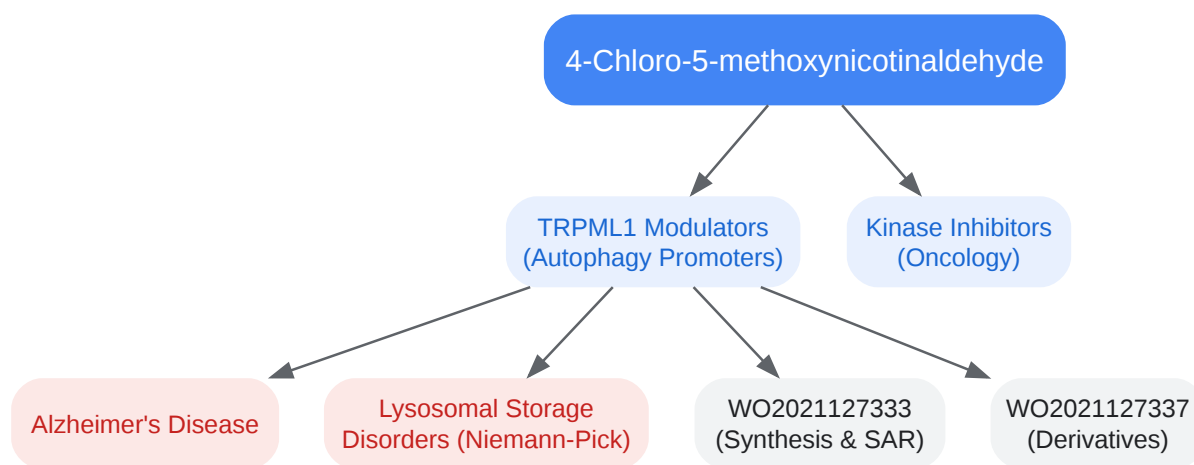 4-Chloro-5-methoxynicotinaldehyde
TRPML1 Modulators
(Autophagy Promoters)
Kinase Inhibitors
(Oncology)
Alzheimer's Disease
Lysosomal Storage
Disorders (Niemann-Pick)
WO2021127333
(Synthesis & SAR)
WO2021127337
(Derivatives)